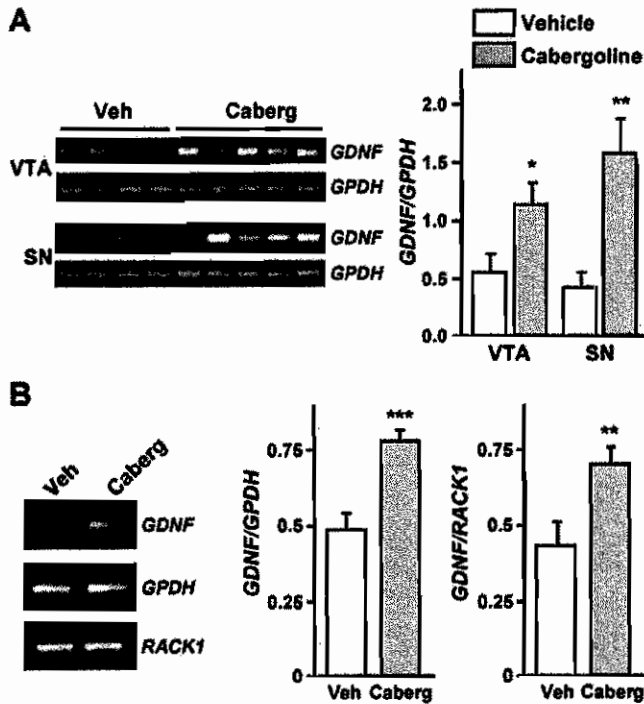 A
Vehicle
Cabergoline
Veh Caberg
VTA
GDNF
GPDH
SN
GDNF
GPDH
GDNF/GPDH
2.0
1.5
1.0
0.5
0.0
*
**
VTA SN
B
Veh Caberg
GDNF
GPDH
RACK1
GDNF/GPDH
0.75
0.5
0.25
0
***
Veh Caberg
GDNF/RACK1
0.75
0.5
0.25
0
**
Veh Caberg